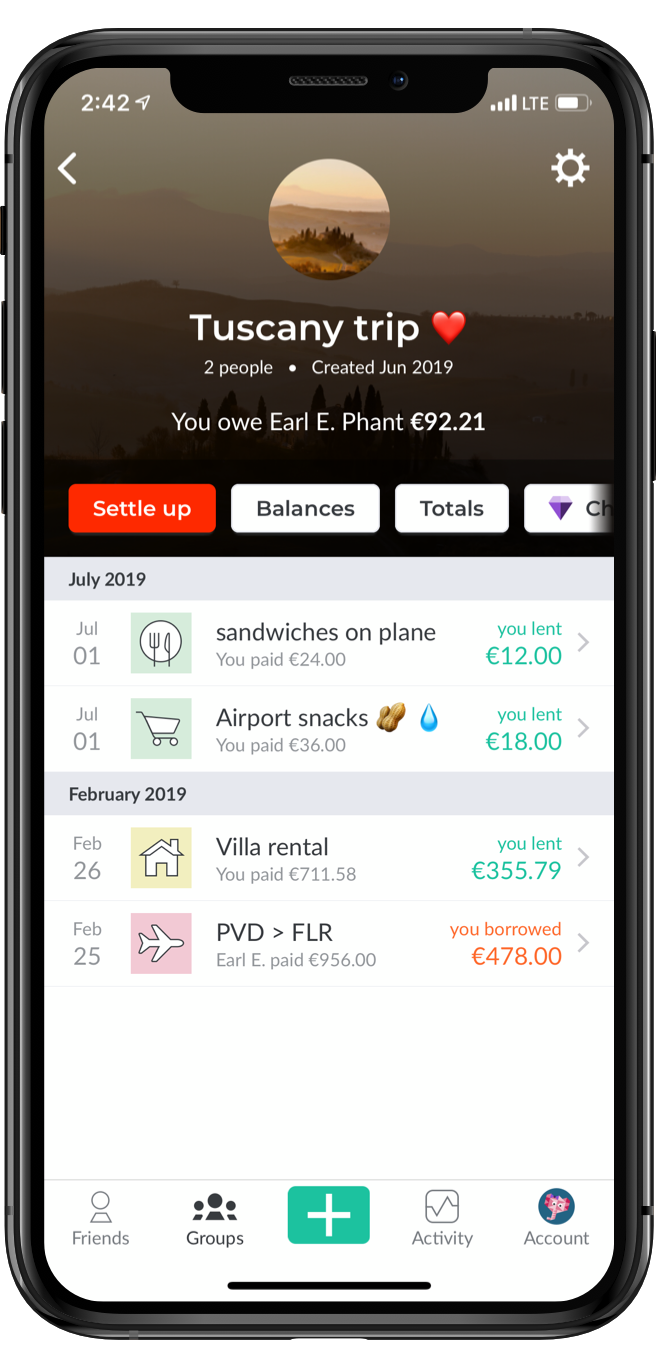 2:42 LTE
Tuscany trip ❤️
2 people • Created Jun 2019
You owe Earl E. Phant €92.21
Settle up Balances Totals Ch
July 2019
Jul 01 sandwiches on plane you lent
You paid €24.00 €12.00
Jul 01 Airport snacks 🥜 💧 you lent
You paid €36.00 €18.00
February 2019
Feb 26 Villa rental you lent
You paid €711.58 €355.79
Feb 25 PVD > FLR you borrowed
Earl E. paid €956.00 €478.00
Friends Groups Activity Account